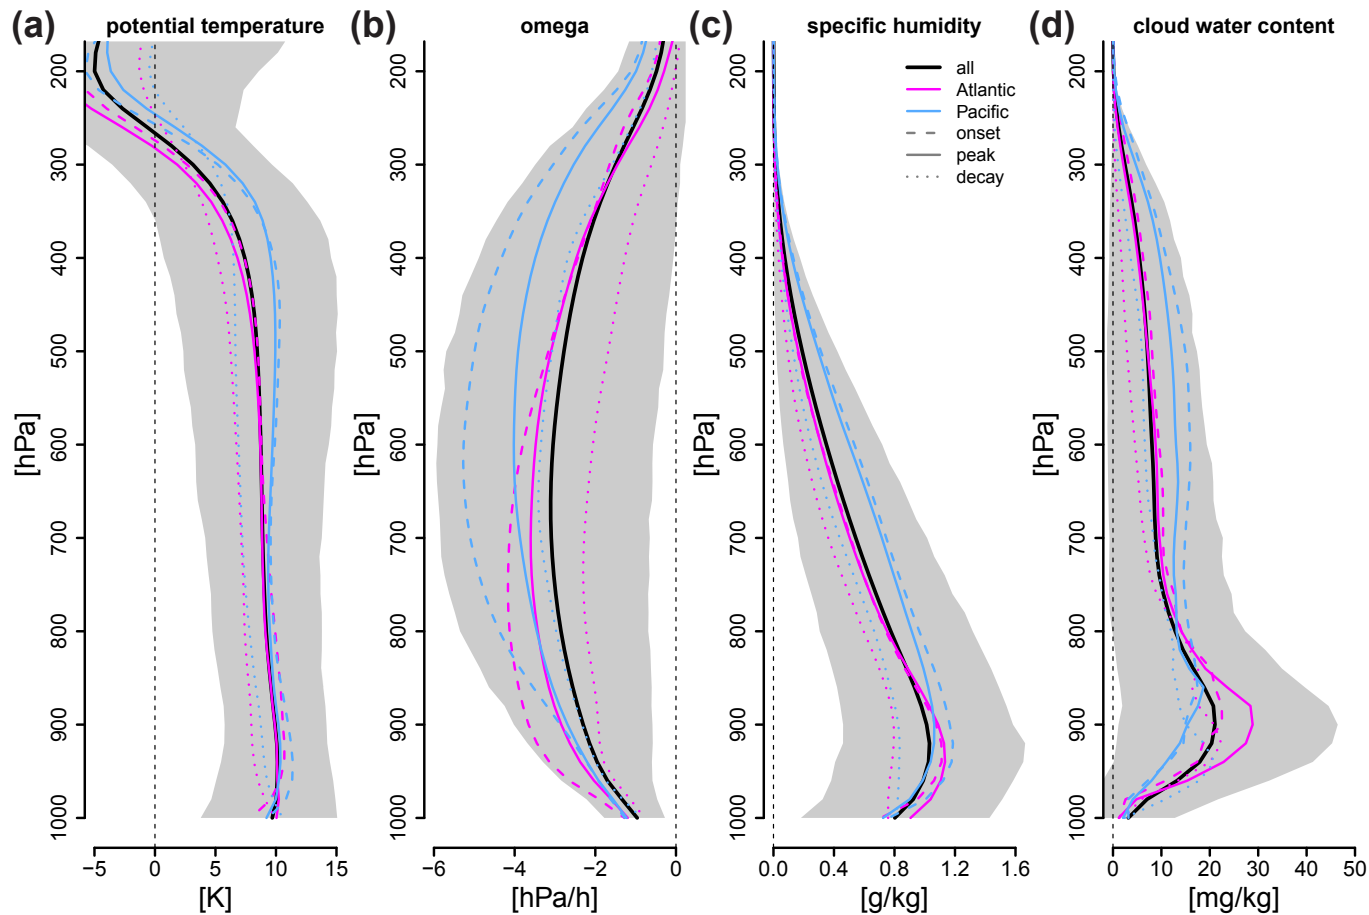 (a) potential temperature
(b) omega
(c) specific humidity
(d) cloud water content
all
Atlantic
Pacific
onset
peak
decay
200
300
400
500
600
700
800
900
1000
[hPa]
−5 0 5 10 15
[K]
200
300
400
500
600
700
800
900
1000
[hPa]
−6 −4 −2 0
[hPa/h]
200
300
400
500
600
700
800
900
1000
[hPa]
0.0 0.4 0.8 1.2 1.6
[g/kg]
200
300
400
500
600
700
800
900
1000
[hPa]
0 10 20 30 40 50
[mg/kg]